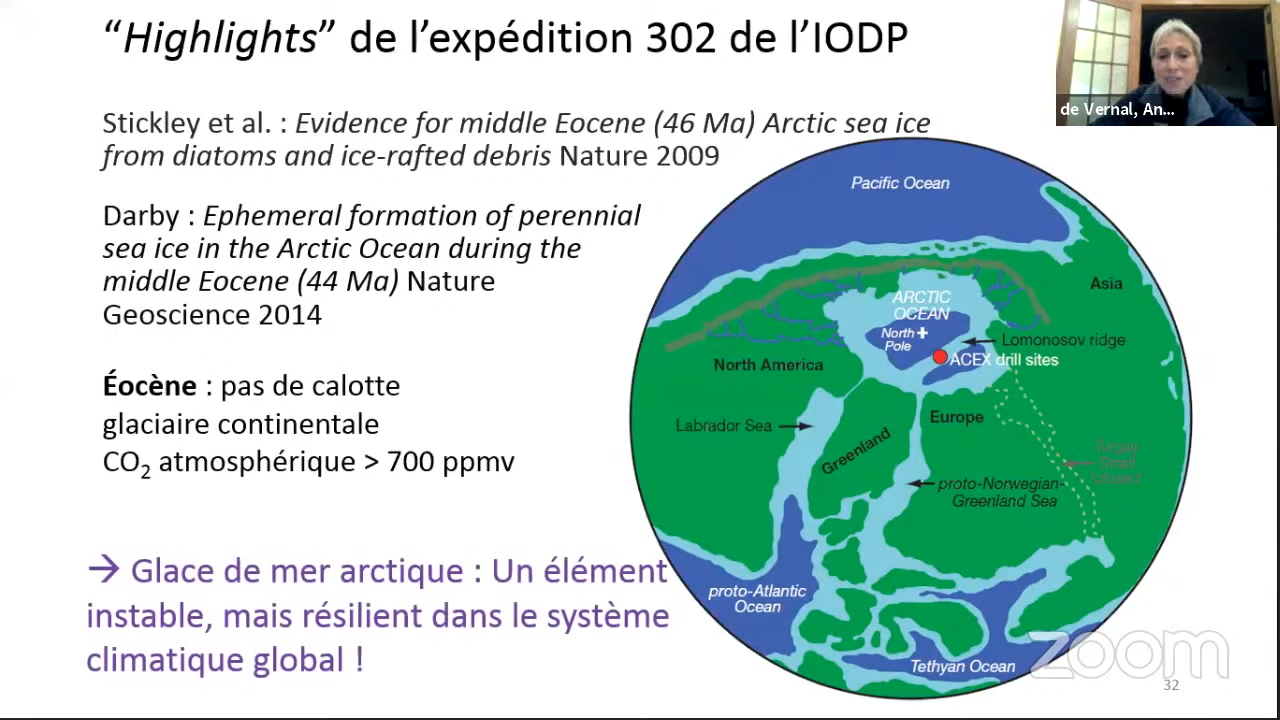 “Highlights” de l’expédition 302 de l’IODP
de Vernal, An...
Stickley et al. : Evidence for middle Eocene (46 Ma) Arctic sea ice
from diatoms and ice-rafted debris Nature 2009
Darby : Ephemeral formation of perennial
sea ice in the Arctic Ocean during the
middle Eocene (44 Ma) Nature
Geoscience 2014
Éocène : pas de calotte
glaciaire continentale
CO₂ atmosphérique > 700 ppmv
→ Glace de mer arctique : Un élément
instable, mais résilient dans le système
climatique global !
Pacific Ocean
Asia
ARCTIC
OCEAN
North
Pole
Lomonosov ridge
ACEX drill sites
North America
Labrador Sea
Greenland
Europe
Turgay
Strait
proto-Norwegian-
Greenland Sea
proto-Atlantic
Ocean
Tethyan Ocean
zoom
32